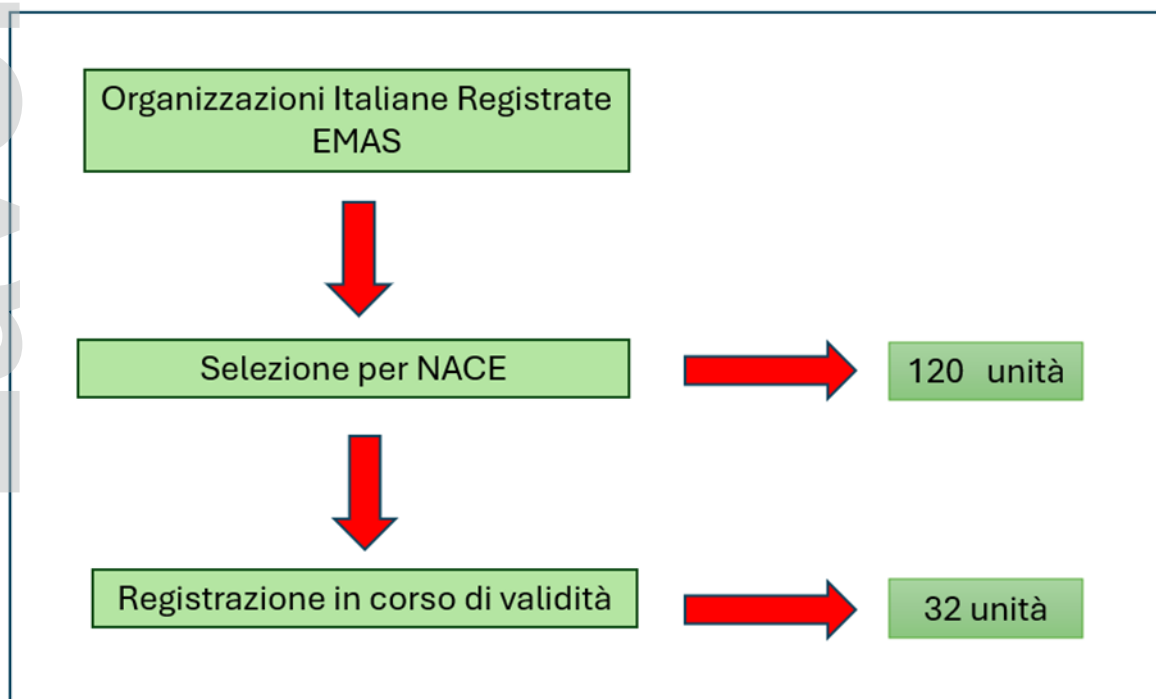 Organizzazioni Italiane Registrate
EMAS
Selezione per NACE
120 unità
Registrazione in corso di validità
32 unità